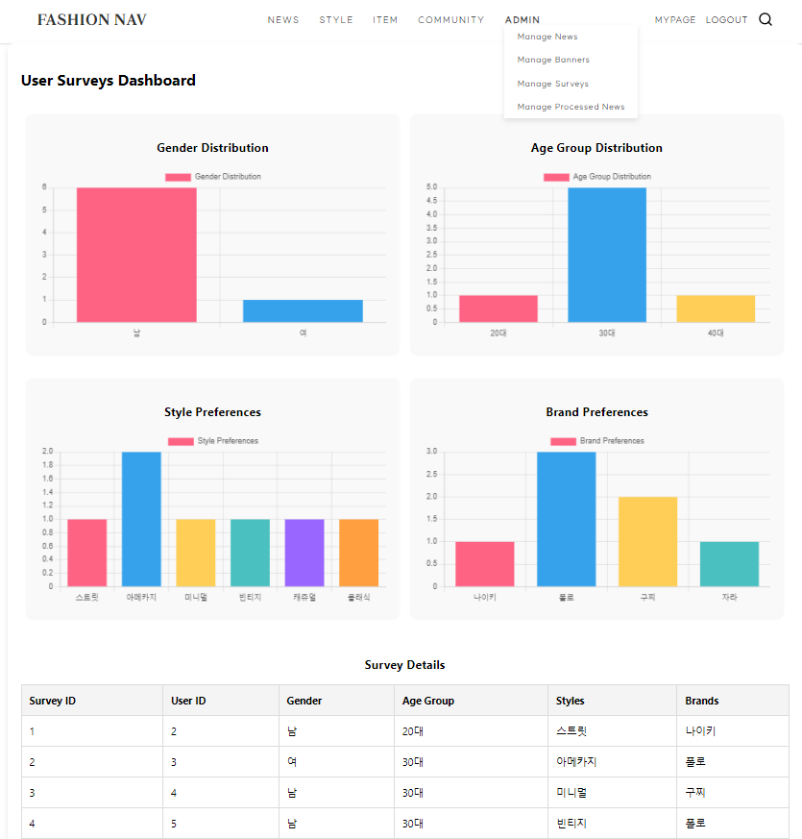 FASHION NAV NEWS STYLE ITEM COMMUNITY ADMIN MYPAGE LOGOUT
Manage News
Manage Banners
Manage Surveys
Manage Processed News
User Surveys Dashboard
Gender Distribution
Gender Distribution
6
5
4
3
2
1
0
남 여
Age Group Distribution
Age Group Distribution
5.0
4.5
4.0
3.5
3.0
2.5
2.0
1.5
1.0
0.5
0
20대 30대 40대
Style Preferences
Style Preferences
2.0
1.8
1.6
1.4
1.2
1.0
0.8
0.6
0.4
0.2
0
스트릿 아메카지 미니멀 빈티지 캐쥬얼 클래식
Brand Preferences
Brand Preferences
3.0
2.5
2.0
1.5
1.0
0.5
0
나이키 폴로 구찌 자라
Survey Details
Survey ID User ID Gender Age Group Styles Brands
1 2 남 20대 스트릿 나이키
2 3 여 30대 아메카지 폴로
3 4 남 30대 미니멀 구찌
4 5 남 30대 빈티지 폴로